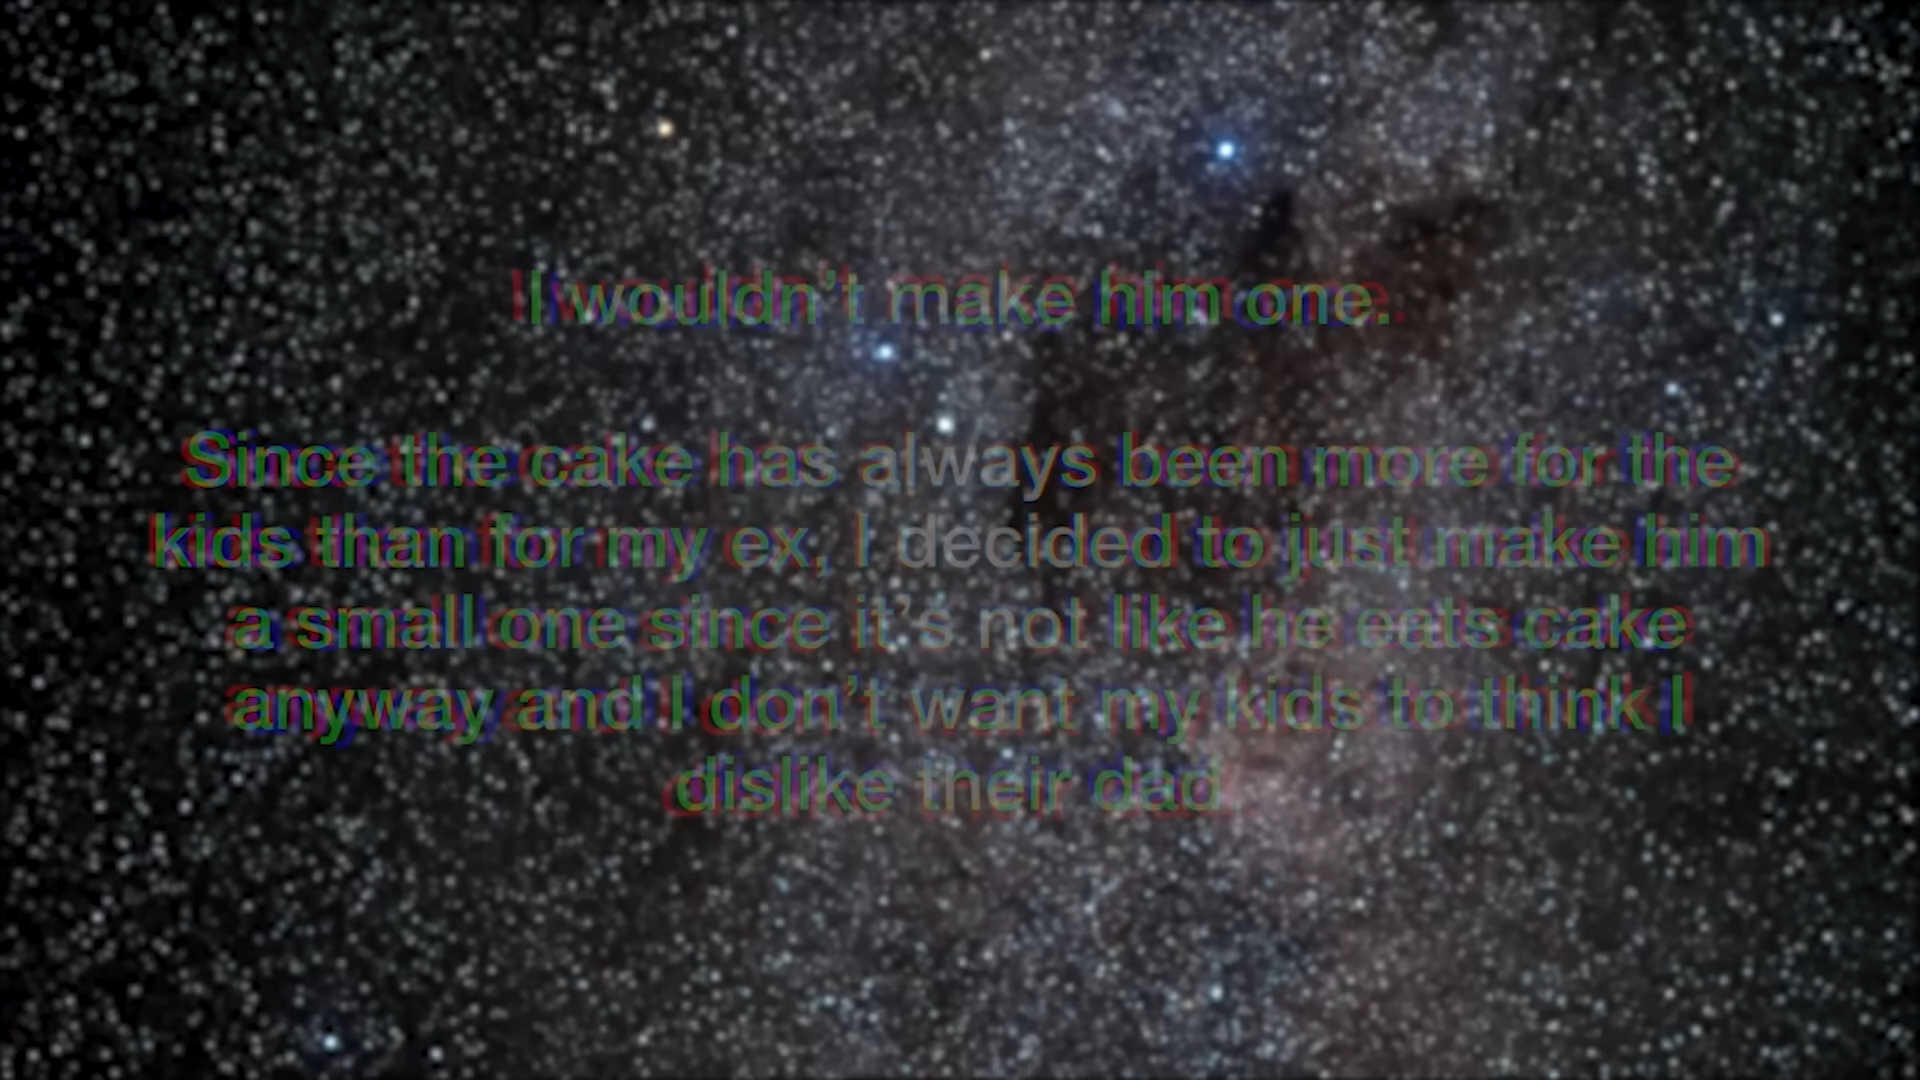 I wouldn't make him one.
Since the cake has always been more for the
kids than for my ex, I decided to just make him
a small one since it's not like he eats cake
anyway and I don't want my kids to think I
dislike their dad